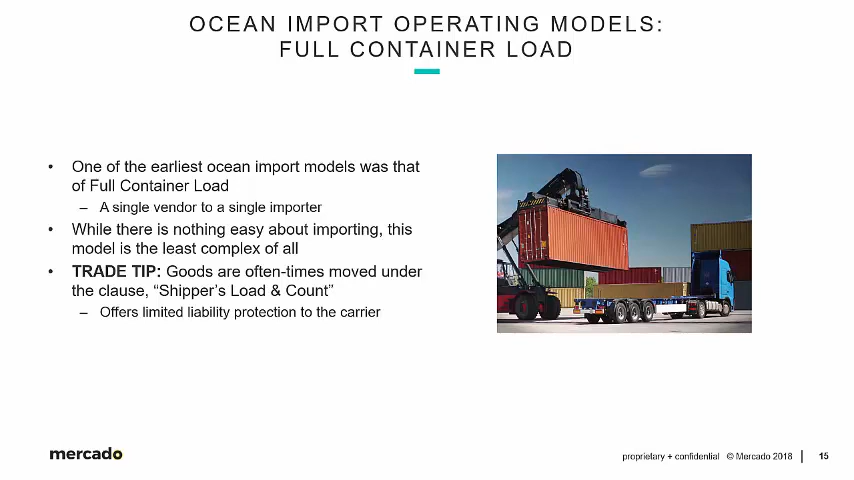 OCEAN IMPORT OPERATING MODELS:
FULL CONTAINER LOAD
• One of the earliest ocean import models was that
of Full Container Load
– A single vendor to a single importer
• While there is nothing easy about importing, this
model is the least complex of all
• TRADE TIP: Goods are often-times moved under
the clause, “Shipper’s Load & Count”
– Offers limited liability protection to the carrier
mercado
proprietary + confidential © Mercado 2018 | 15